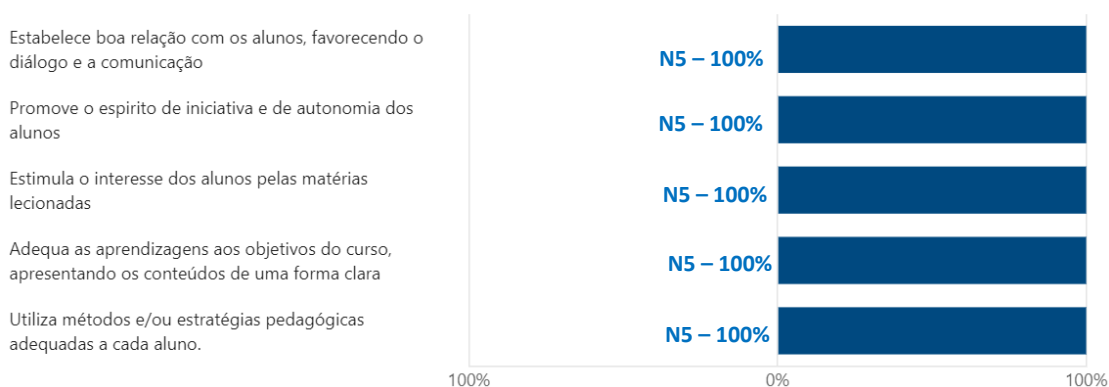 Estabelece boa relação com os alunos, favorecendo o
diálogo e a comunicação
N5 – 100%
Promove o espirito de iniciativa e de autonomia dos
alunos
N5 – 100%
Estimula o interesse dos alunos pelas matérias
lecionadas
N5 – 100%
Adequa as aprendizagens aos objetivos do curso,
apresentando os conteúdos de uma forma clara
N5 – 100%
Utiliza métodos e/ou estratégias pedagógicas
adequadas a cada aluno.
N5 – 100%
100% 0% 100%